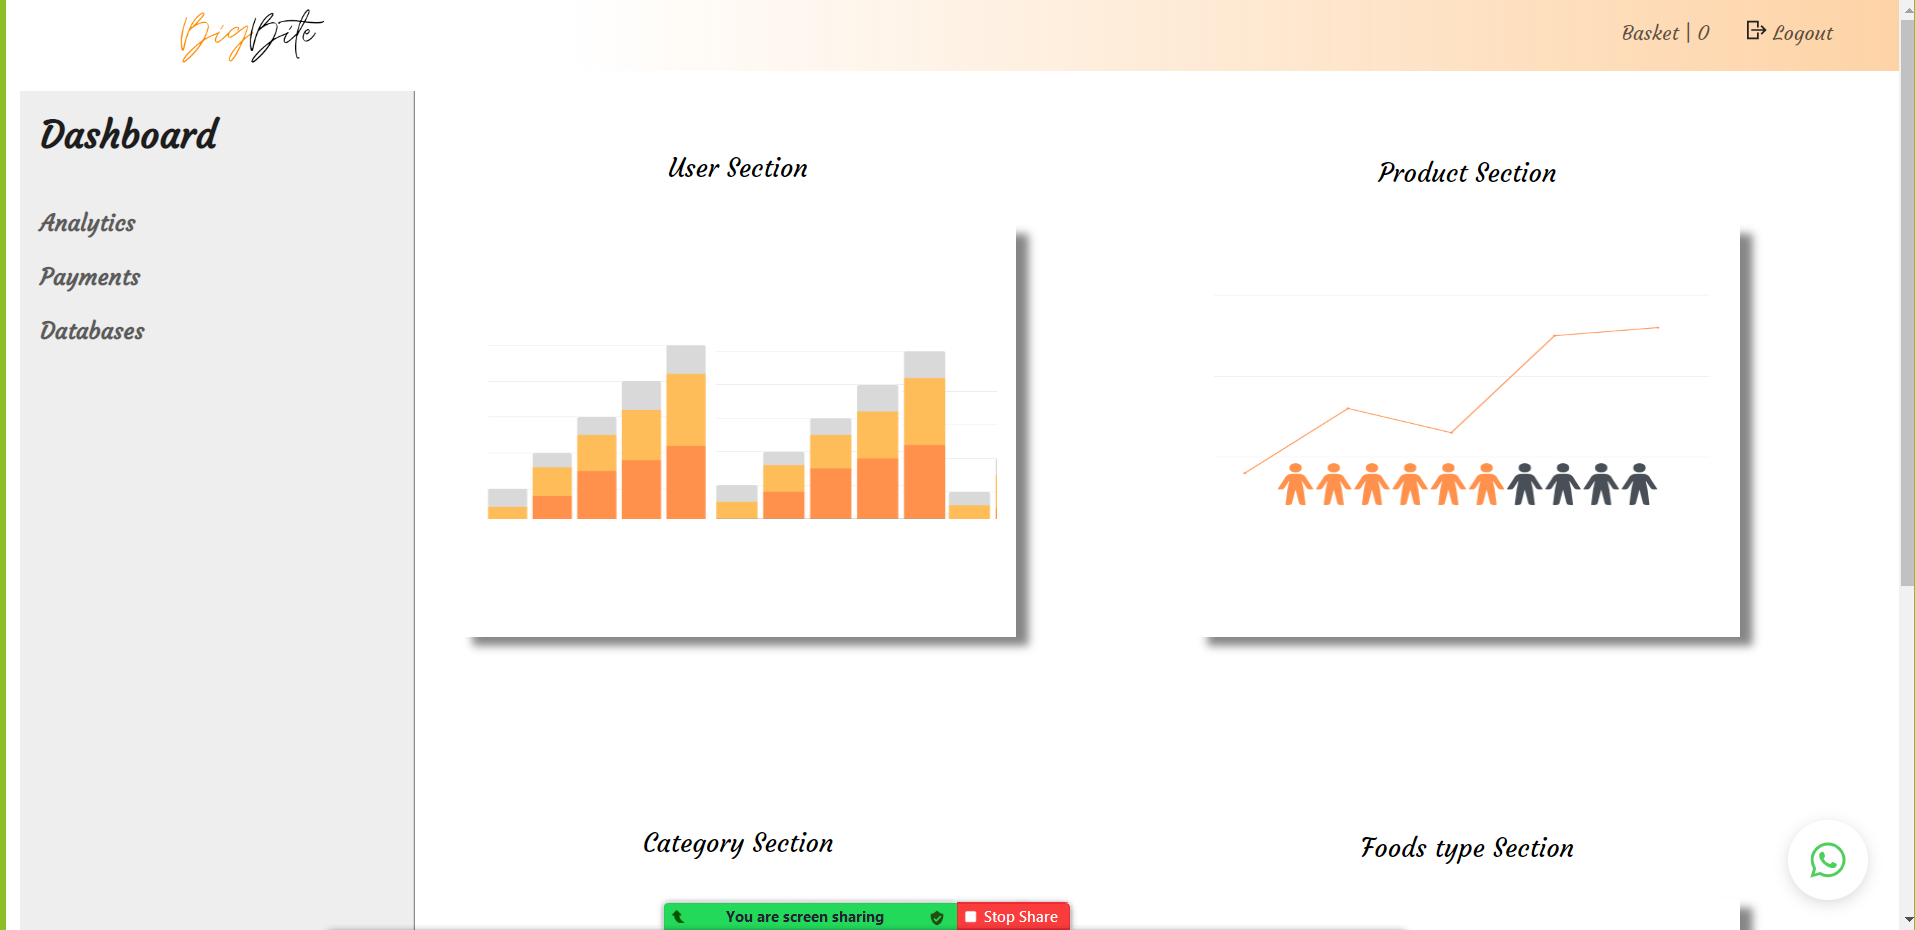 BigBite
Basket | 0
Logout
Dashboard
Analytics
Payments
Databases
User Section
Product Section
Category Section
Foods type Section
You are screen sharing
Stop Share